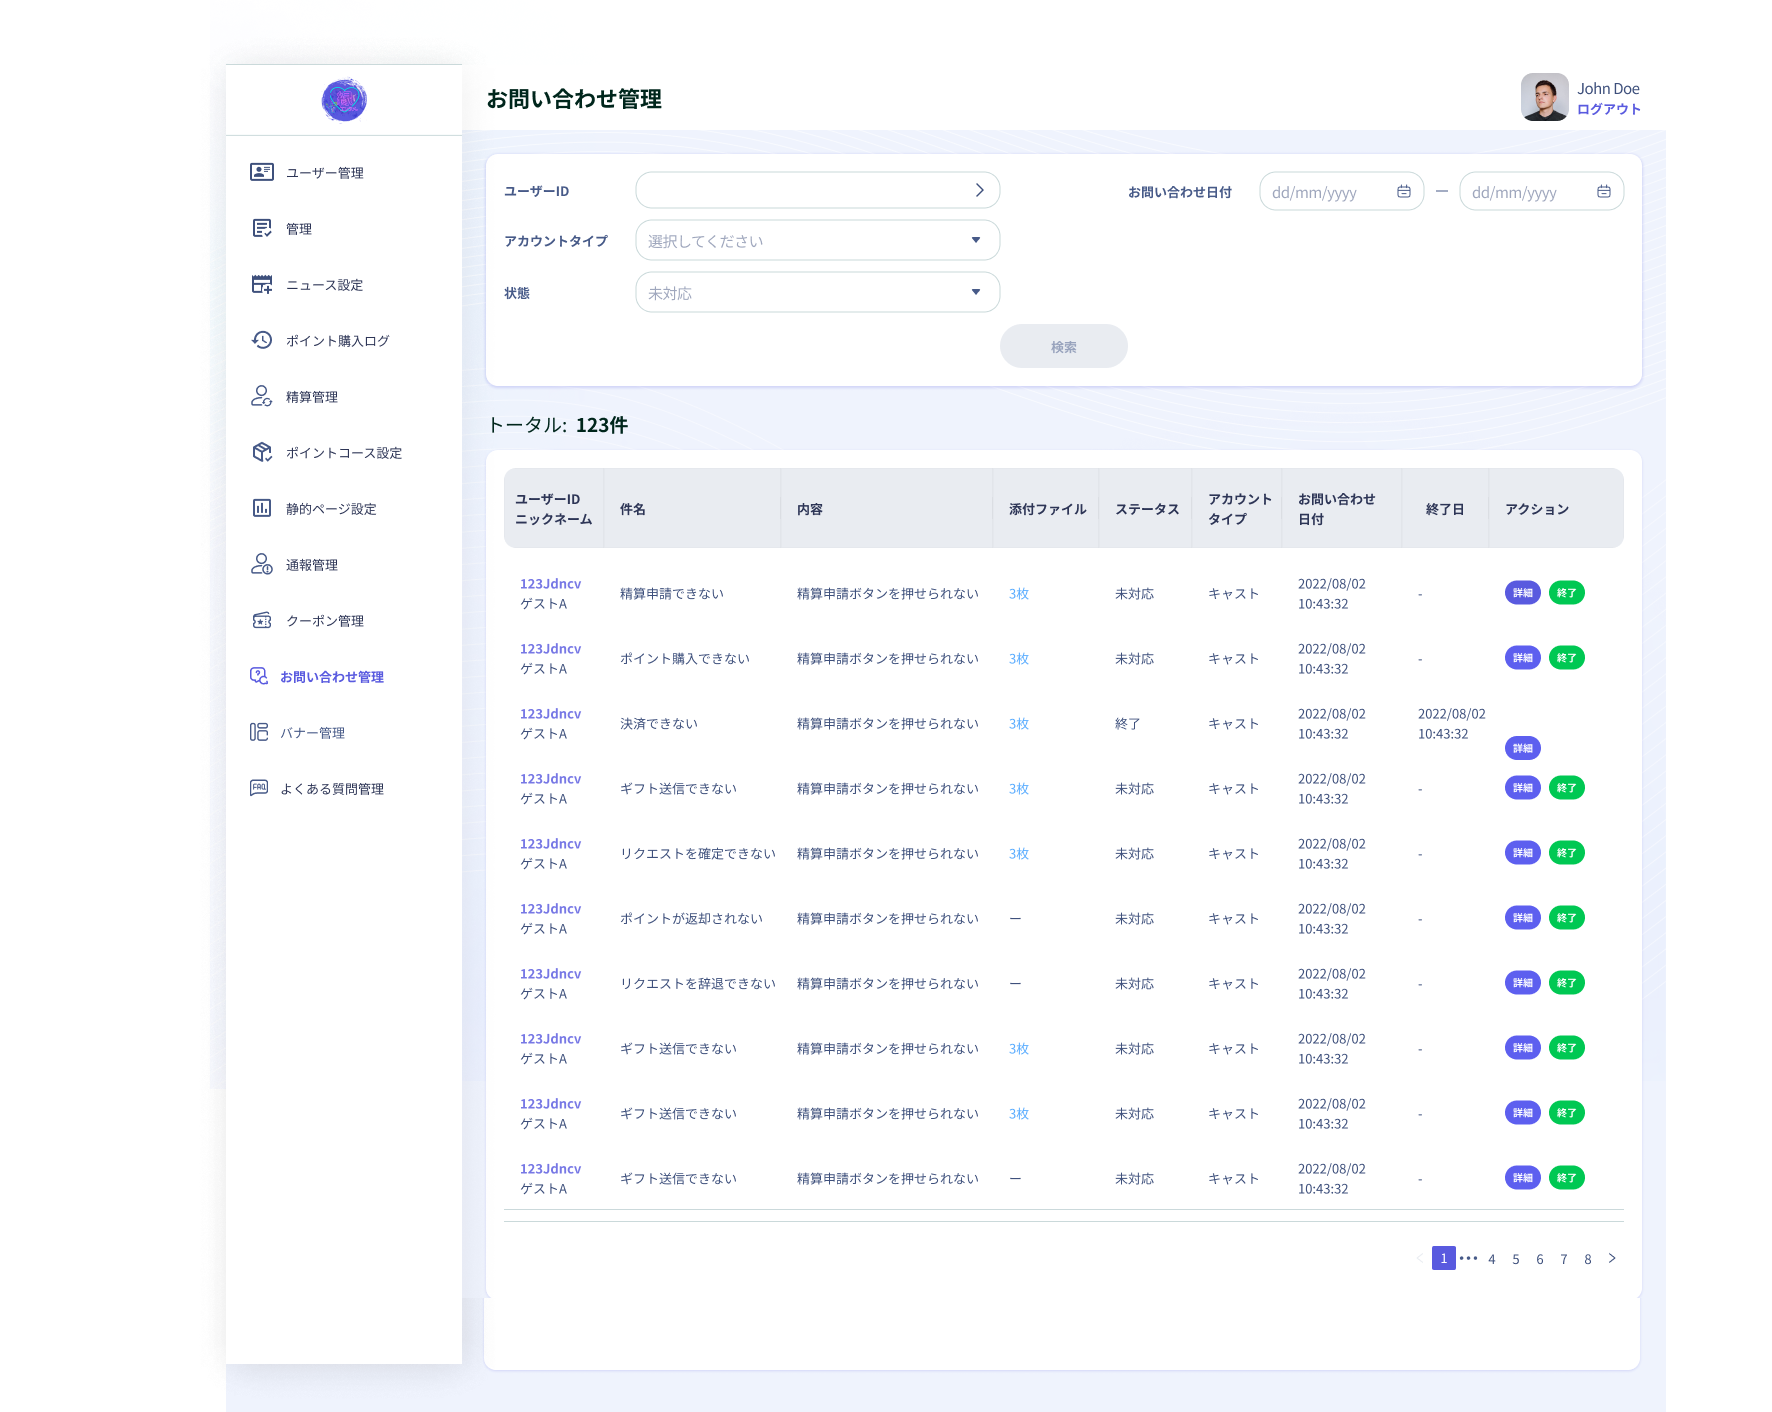 お問い合わせ管理
John Doe
ログアウト
ユーザー管理
管理
ニュース設定
ポイント購入ログ
精算管理
ポイントコース設定
静的ページ設定
通報管理
クーポン管理
お問い合わせ管理
バナー管理
FAQ よくある質問管理
ユーザーID
お問い合わせ日付 dd/mm/yyyy — dd/mm/yyyy
アカウントタイプ 選択してください
状態 未対応
検索
トータル: 123件
ユーザーID
ニックネーム 件名 内容 添付ファイル ステータス アカウント
タイプ お問い合わせ
日付 終了日 アクション
123Jdncv
ゲストA 精算申請できない 精算申請ボタンを押せられない 3枚 未対応 キャスト 2022/08/02
10:43:32 - 詳細 終了
123Jdncv
ゲストA ポイント購入できない 精算申請ボタンを押せられない 3枚 未対応 キャスト 2022/08/02
10:43:32 - 詳細 終了
123Jdncv
ゲストA 決済できない 精算申請ボタンを押せられない 3枚 終了 キャスト 2022/08/02
10:43:32 2022/08/02
10:43:32 詳細
123Jdncv
ゲストA ギフト送信できない 精算申請ボタンを押せられない 3枚 未対応 キャスト 2022/08/02
10:43:32 - 詳細 終了
123Jdncv
ゲストA リクエストを確定できない 精算申請ボタンを押せられない 3枚 未対応 キャスト 2022/08/02
10:43:32 - 詳細 終了
123Jdncv
ゲストA ポイントが返却されない 精算申請ボタンを押せられない ー 未対応 キャスト 2022/08/02
10:43:32 - 詳細 終了
123Jdncv
ゲストA リクエストを辞退できない 精算申請ボタンを押せられない ー 未対応 キャスト 2022/08/02
10:43:32 - 詳細 終了
123Jdncv
ゲストA ギフト送信できない 精算申請ボタンを押せられない 3枚 未対応 キャスト 2022/08/02
10:43:32 - 詳細 終了
123Jdncv
ゲストA ギフト送信できない 精算申請ボタンを押せられない 3枚 未対応 キャスト 2022/08/02
10:43:32 - 詳細 終了
123Jdncv
ゲストA ギフト送信できない 精算申請ボタンを押せられない ー 未対応 キャスト 2022/08/02
10:43:32 - 詳細 終了
1 ••• 4 5 6 7 8